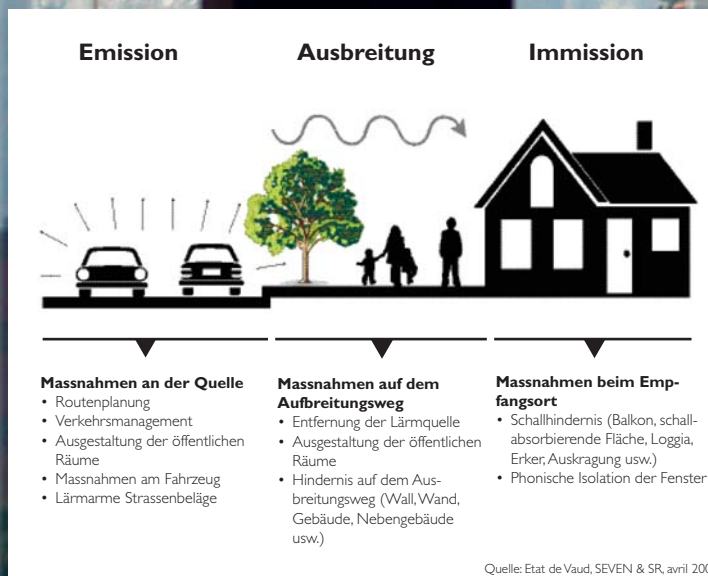 Emission
Ausbreitung
Immission
Massnahmen an der Quelle
• Routenplanung
• Verkehrsmanagement
• Ausgestaltung der öffentlichen
Räume
• Massnahmen am Fahrzeug
• Lärmarme Strassenbeläge
Massnahmen auf dem
Aufbreitungsweg
• Entfernung der Lärmquelle
• Ausgestaltung der öffentlichen
Räume
• Hindernis auf dem Aus-
breitungsweg (Wall, Wand,
Gebäude, Nebengebäude
usw.)
Massnahmen beim Emp-
fangsort
• Schallhindernis (Balkon, schall-
absorbierende Fläche, Loggia,
Erker, Auskragung usw.)
• Phonische Isolation der Fenster
Quelle: Etat de Vaud, SEVEN & SR, avril